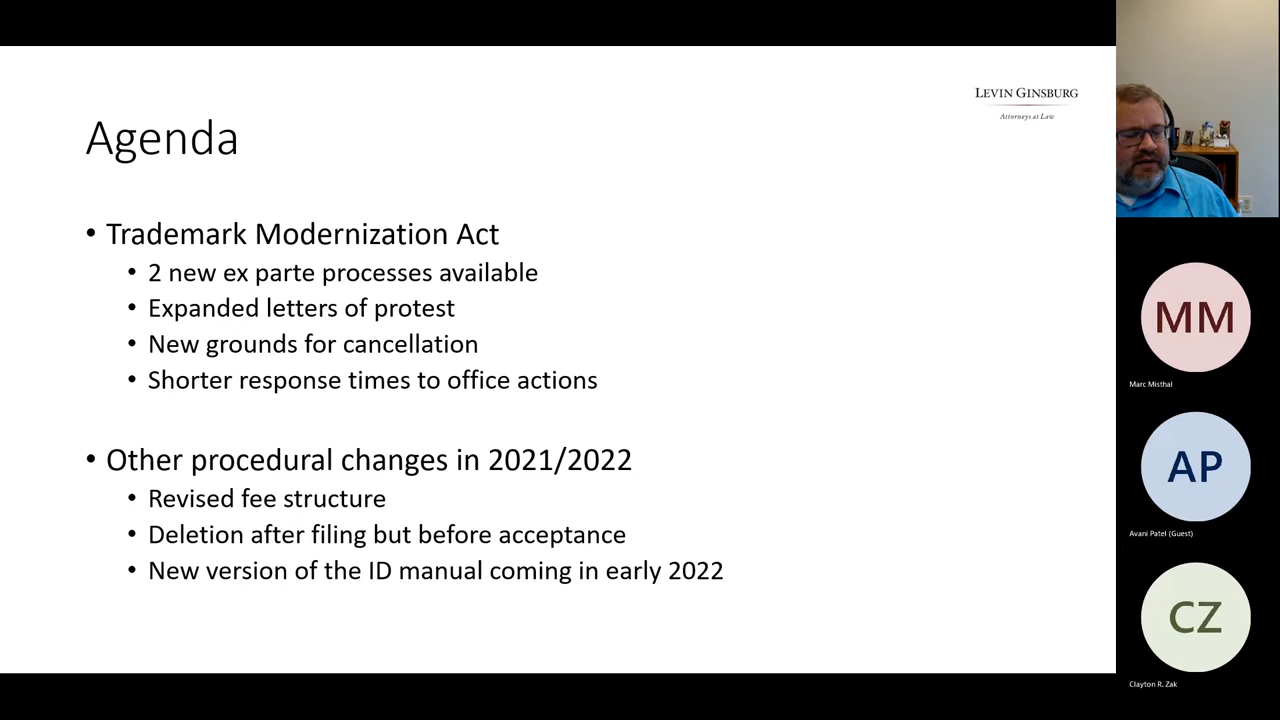 LEVIN GINSBURG
Attorneys at Law
Agenda
• Trademark Modernization Act
• 2 new ex parte processes available
• Expanded letters of protest
• New grounds for cancellation
• Shorter response times to office actions
• Other procedural changes in 2021/2022
• Revised fee structure
• Deletion after filing but before acceptance
• New version of the ID manual coming in early 2022
MM
Marc Misthal
AP
Avani Patel (Guest)
CZ
Clayton R. Zak